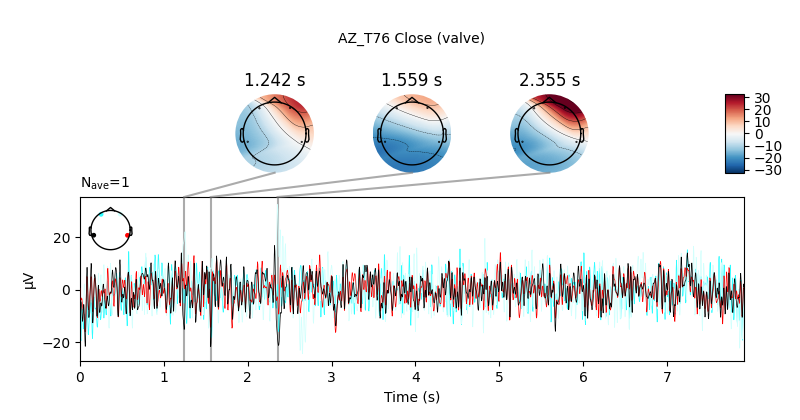 AZ_T76 Close (valve)
1.242 s
1.559 s
2.355 s
30
20
10
0
−10
−20
−30
Nave=1
20
0
−20
µV
0 1 2 3 4 5 6 7
Time (s)